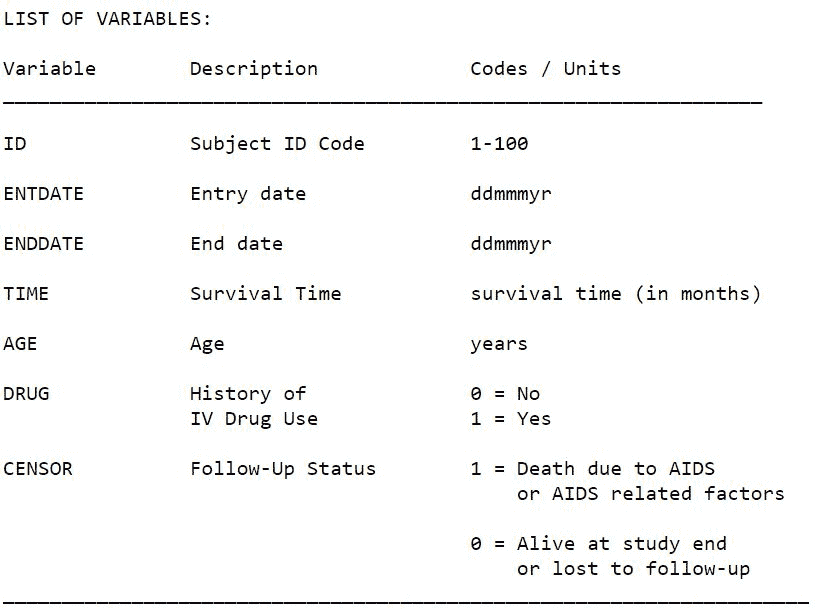 LIST OF VARIABLES:
Variable Description Codes / Units
ID Subject ID Code 1-100
ENTDATE Entry date ddmmmyr
ENDDATE End date ddmmmyr
TIME Survival Time survival time (in months)
AGE Age years
DRUG History of 0 = No
IV Drug Use 1 = Yes
CENSOR Follow-Up Status 1 = Death due to AIDS
or AIDS related factors
0 = Alive at study end
or lost to follow-up